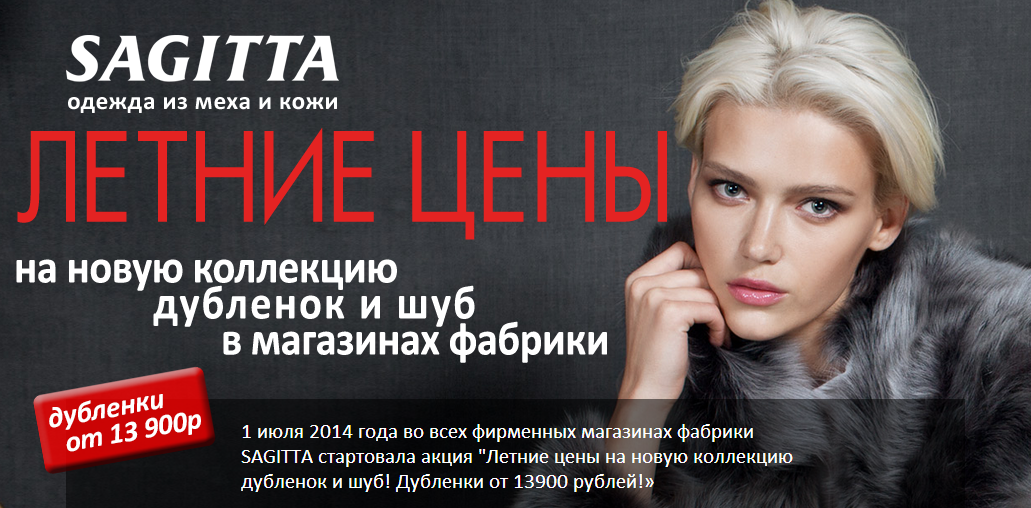 SAGITTA
одежда из меха и кожи
ЛЕТНИЕ ЦЕНЫ
на новую коллекцию
дубленок и шуб
в магазинах фабрики
дубленки
от 13 900р
1 июля 2014 года во всех фирменных магазинах фабрики
SAGITTA стартовала акция "Летние цены на новую коллекцию
дубленок и шуб! Дубленки от 13900 рублей!»